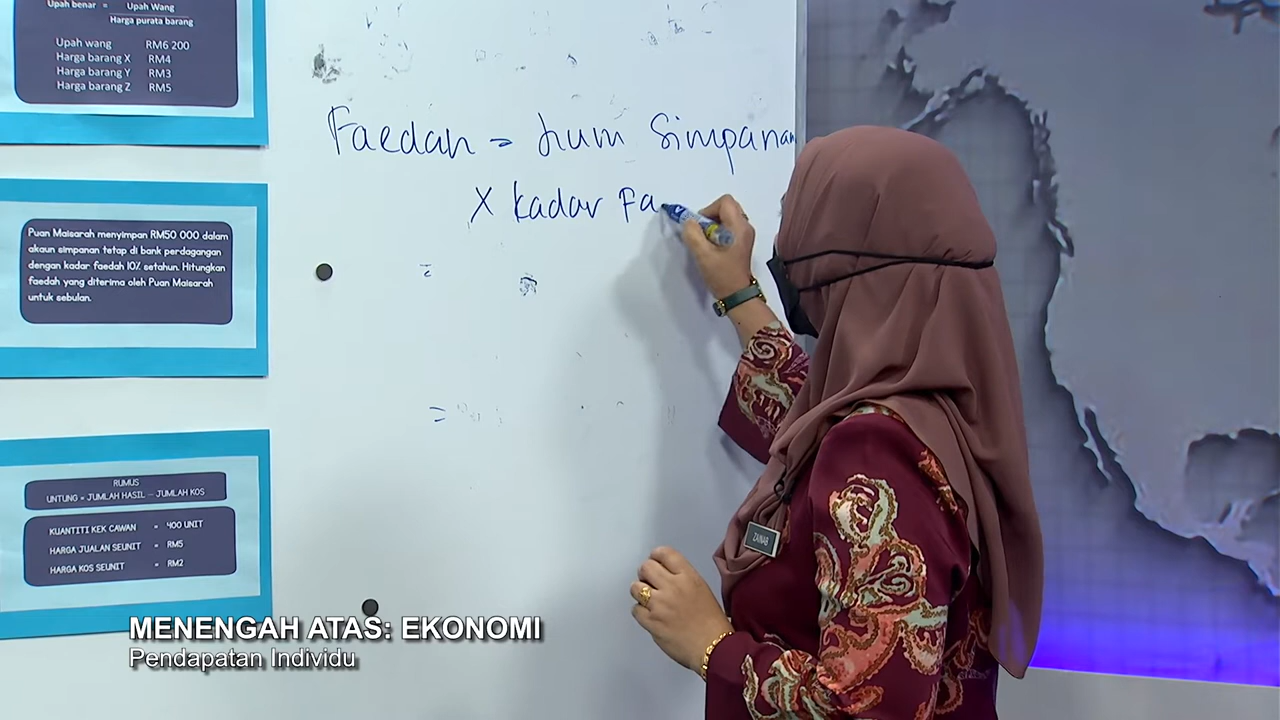 Upah benar = Upah Wang
Harga purata barang
Upah wang RM6 200
Harga barang X RM4
Harga barang Y RM3
Harga barang Z RM5
Puan Maisarah menyimpan RM50 000 dalam
akaun simpanan tetap di bank perdagangan
dengan kadar faedah 10% setahun. Hitungkan
faedah yang diterima oleh Puan Maisarah
untuk sebulan.
RUMUS
UNTUNG = JUMLAH HASIL – JUMLAH KOS
KUANTITI KEK CAWAN = 400 UNIT
HARGA JUALAN SEUNIT = RM5
HARGA KOS SEUNIT = RM2
Faedah = Jum Simpanan
X kadar Fa
ZAINAB
MENENGAH ATAS: EKONOMI
Pendapatan Individu